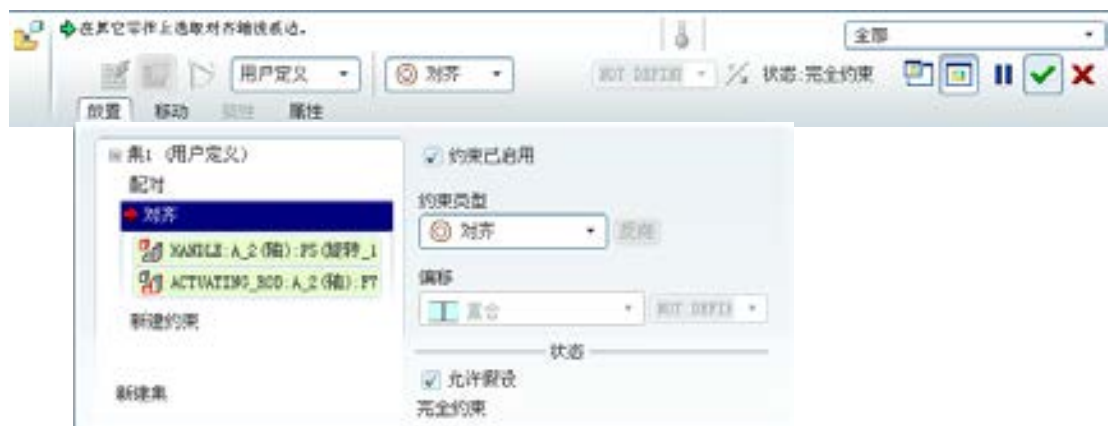 在其它零件上选取对齐轴线或边。
全部
用户定义
对齐
NOT DEFINED
状态:完全约束
放置 移动 属性
集1 (用户定义)
配对
对齐
HANDLE:A_2(轴):F5(旋转_1
ACTUATING_ROD:A_2(轴):F7
新建约束
新建集
约束已启用
约束类型
对齐
反向
偏移
重合
状态
允许假设
完全约束